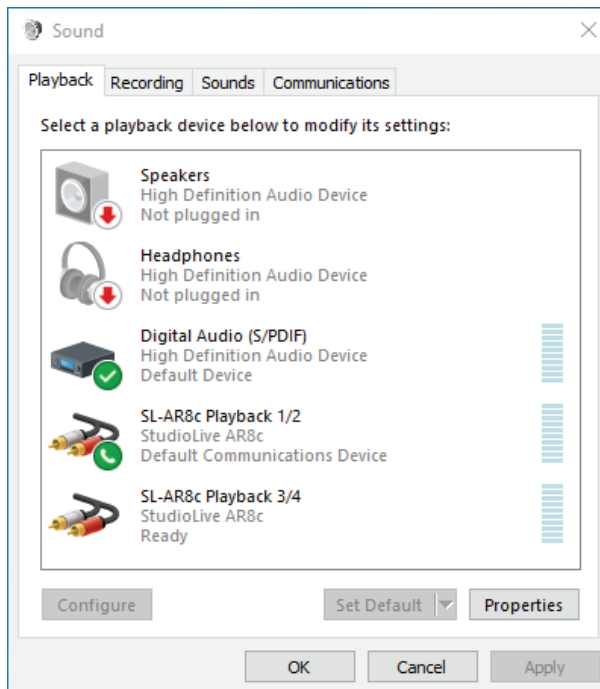 Sound
Playback Recording Sounds Communications
Select a playback device below to modify its settings:
Speakers
High Definition Audio Device
Not plugged in
Headphones
High Definition Audio Device
Not plugged in
Digital Audio (S/PDIF)
High Definition Audio Device
Default Device
SL-AR8c Playback 1/2
StudioLive AR8c
Default Communications Device
SL-AR8c Playback 3/4
StudioLive AR8c
Ready
Configure Set Default Properties
OK Cancel Apply